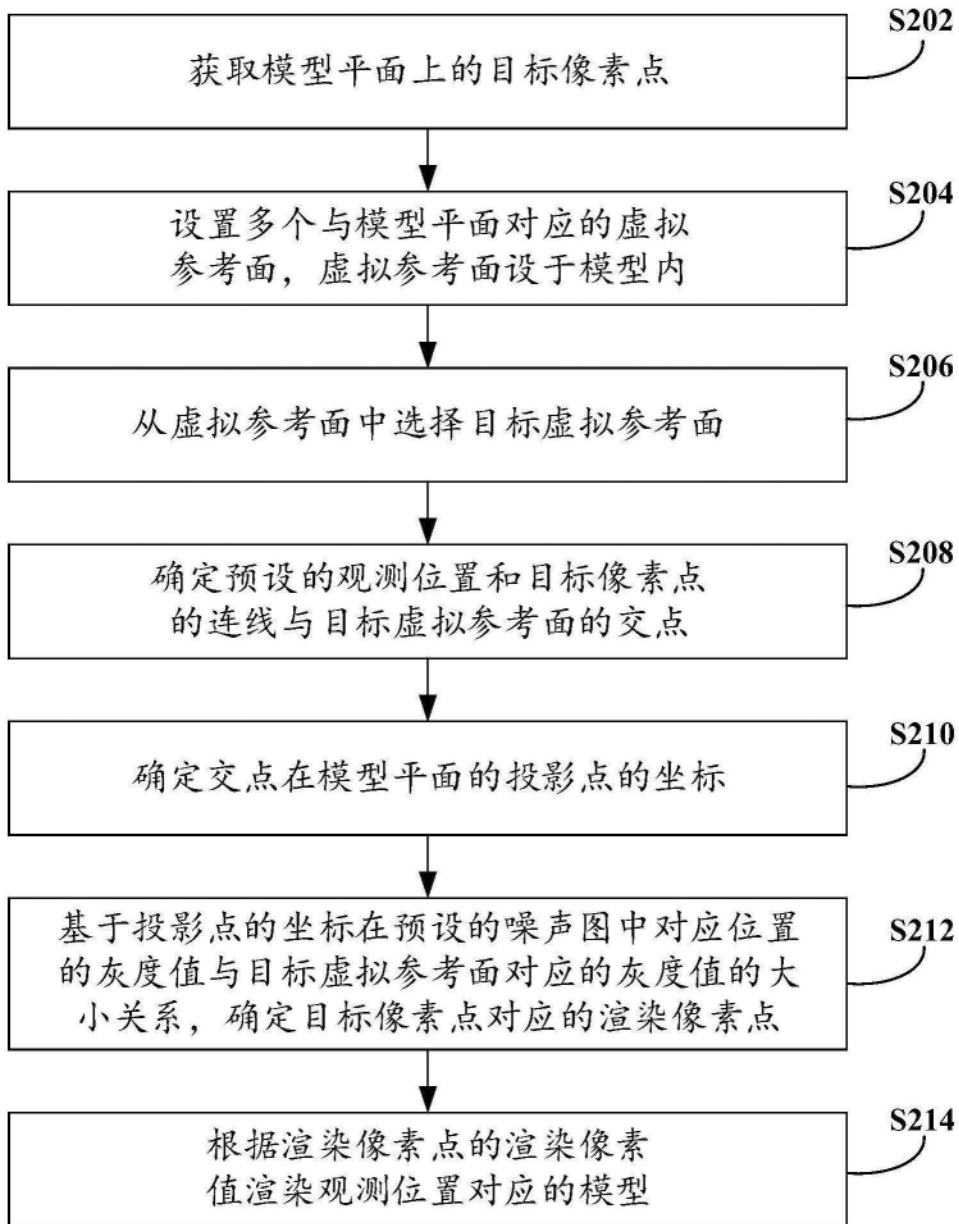 S202
获取模型平面上的目标像素点
S204
设置多个与模型平面对应的虚拟
参考面，虚拟参考面设于模型内
S206
从虚拟参考面中选择目标虚拟参考面
S208
确定预设的观测位置和目标像素点
的连线与目标虚拟参考面的交点
S210
确定交点在模型平面的投影点的坐标
S212
基于投影点的坐标在预设的噪声图中对应位置
的灰度值与目标虚拟参考面对应的灰度值的大
小关系，确定目标像素点对应的渲染像素点
S214
根据渲染像素点的渲染像素
值渲染观测位置对应的模型